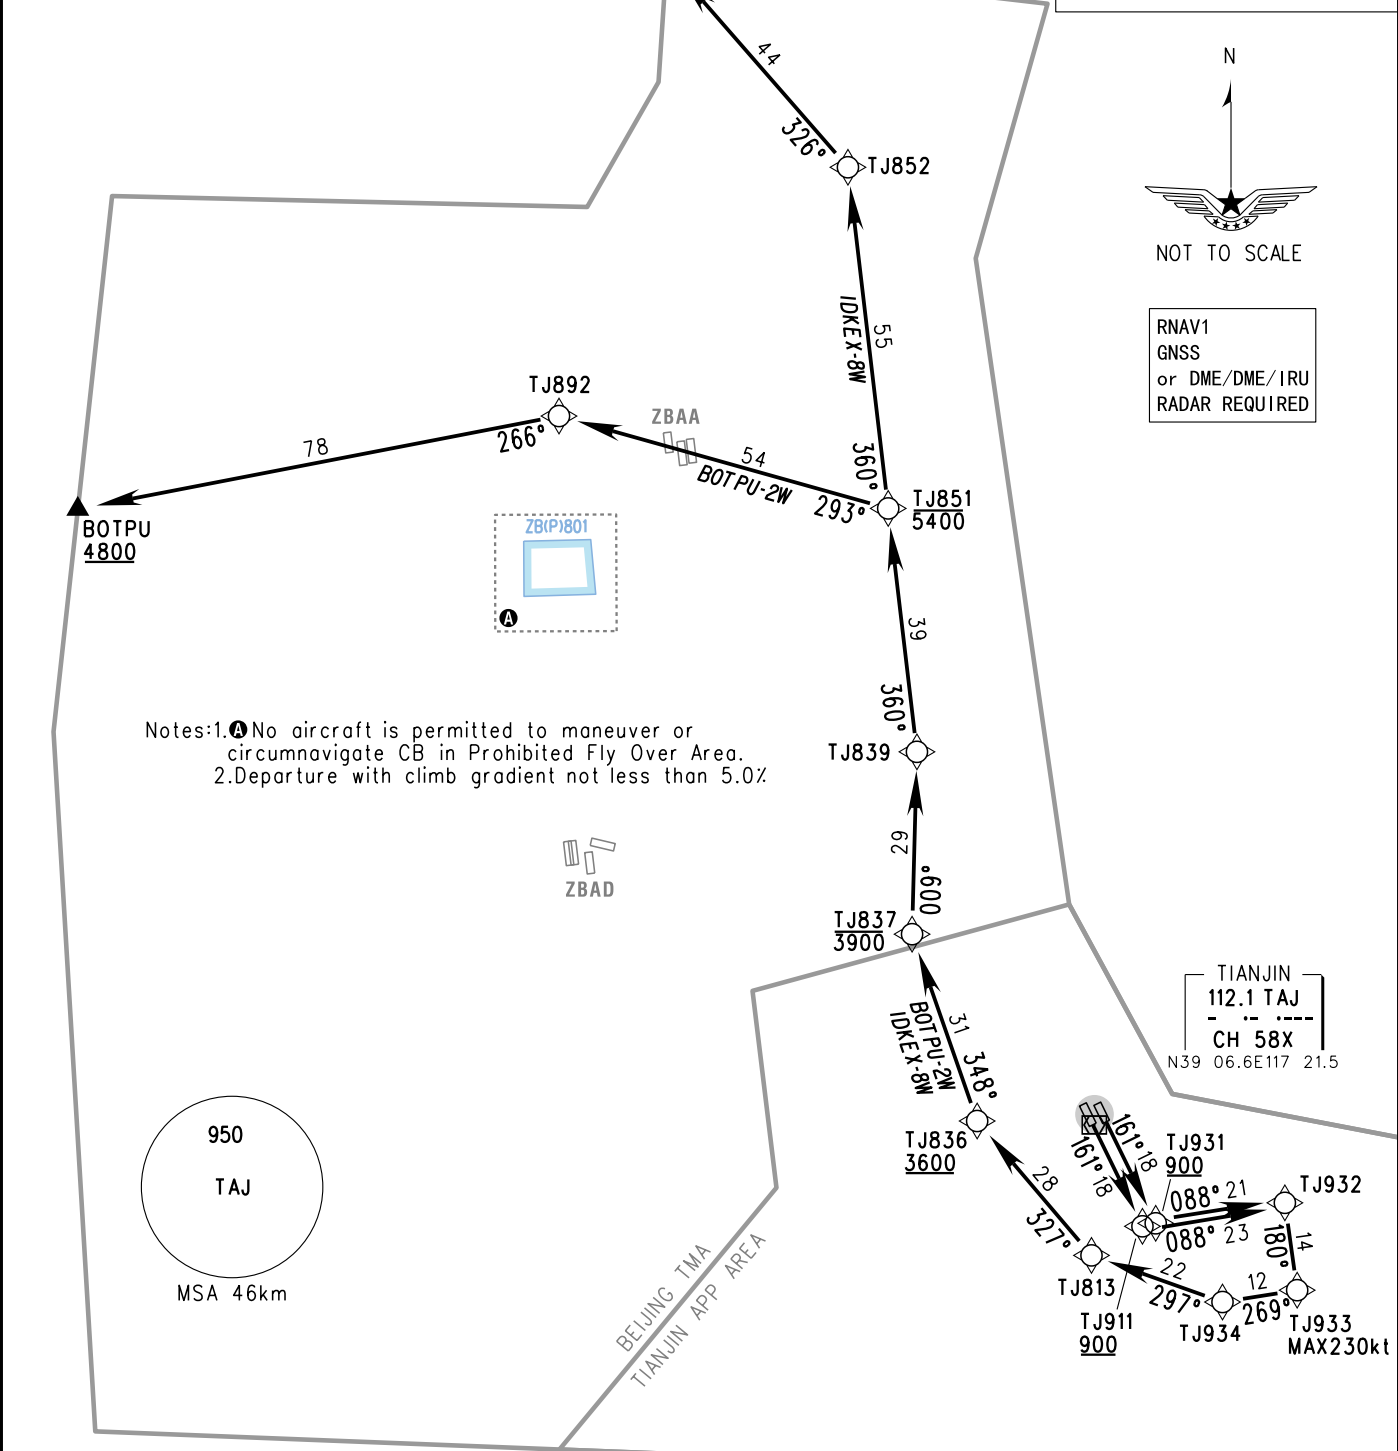 44
326°
TJ852
N
NOT TO SCALE
RNAV1
GNSS
or DME/DME/IRU
RADAR REQUIRED
IDKEX-8W
55
360°
TJ892
266°
78
ZBAA
54
BOTPU-2W
293°
TJ851
5400
BOTPU
4800
ZB(P)801
A
39
360°
TJ839
Notes:1.A No aircraft is permitted to maneuver or
circumnavigate CB in Prohibited Fly Over Area.
2.Departure with climb gradient not less than 5.0%
29
009°
ZBAD
TJ837
3900
TIANJIN
112.1 TAJ
- ·- ·---
CH 58X
N39 06.6E117 21.5
31
BOTPU-2W
IDKEX-8W
348°
TJ836
3600
950
TAJ
MSA 46km
161° 18
161° 18
TJ931
900
088° 21
088° 23
TJ932
180°
14
28
327°
TJ813
22
297°
TJ911
900
TJ934
12
269°
TJ933
MAX230kt
BEIJING TMA
TIANJIN APP AREA